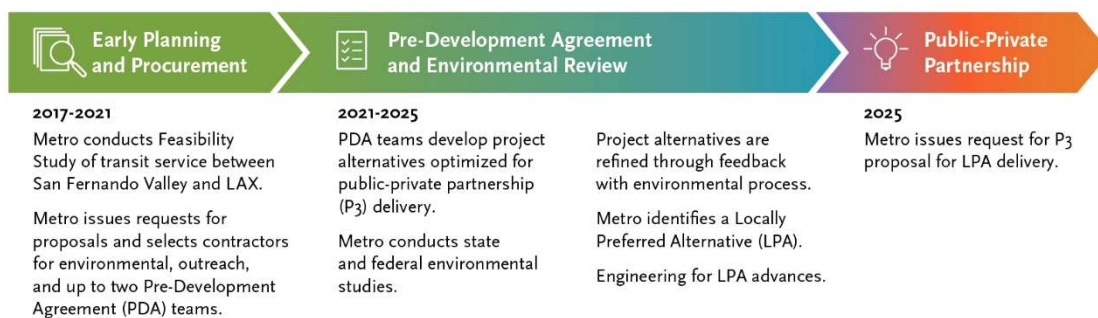 Early Planning
and Procurement
Pre-Development Agreement
and Environmental Review
Public-Private
Partnership
2017-2021
Metro conducts Feasibility
Study of transit service between
San Fernando Valley and LAX.
Metro issues requests for
proposals and selects contractors
for environmental, outreach,
and up to two Pre-Development
Agreement (PDA) teams.
2021-2025
PDA teams develop project
alternatives optimized for
public-private partnership
(P3) delivery.
Metro conducts state
and federal environmental
studies.
Project alternatives are
refined through feedback
with environmental process.
Metro identifies a Locally
Preferred Alternative (LPA).
Engineering for LPA advances.
2025
Metro issues request for P3
proposal for LPA delivery.